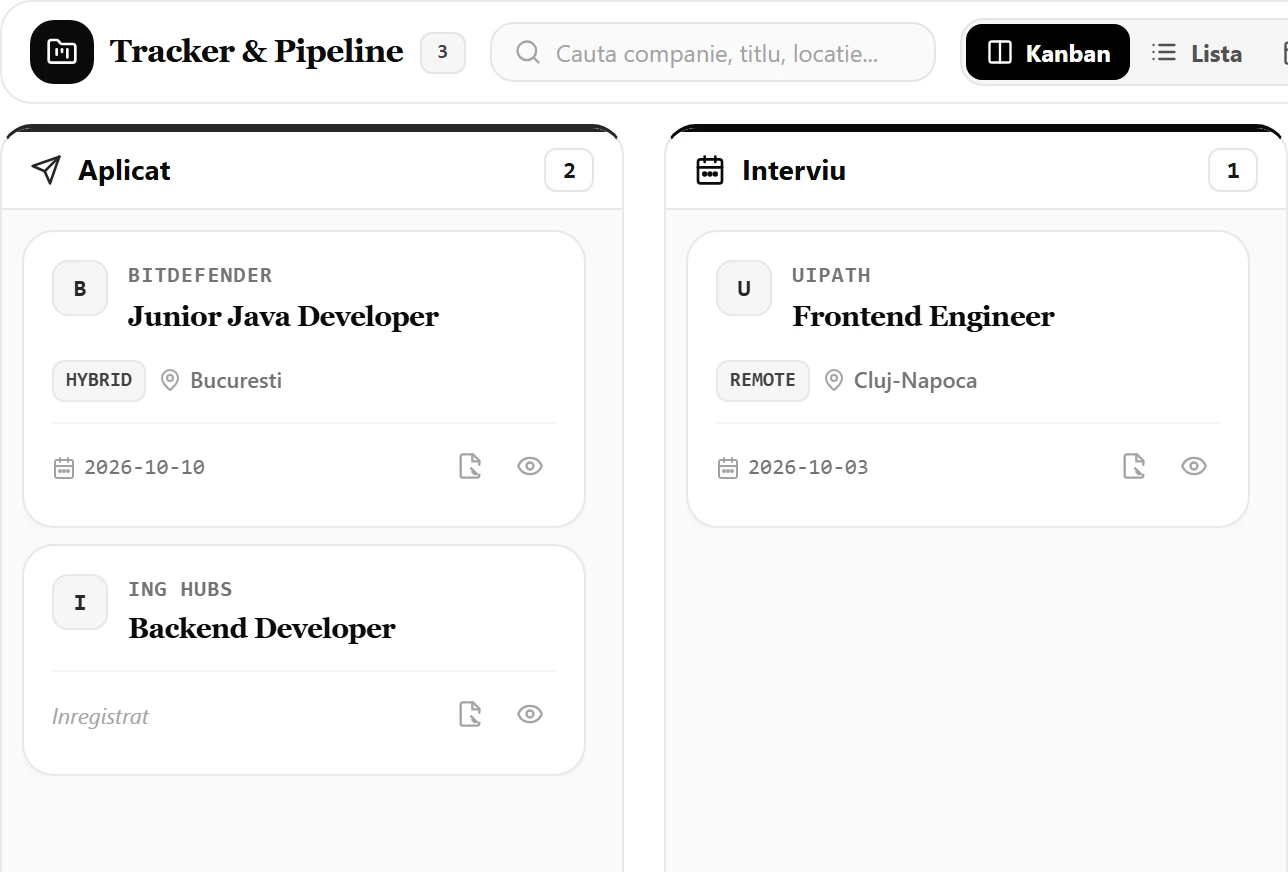 Tracker & Pipeline 3 Cauta companie, titlu, locatie... Kanban Lista
Aplicat 2
B BITDEFENDER
Junior Java Developer
HYBRID Bucuresti
2026-10-10
I ING HUBS
Backend Developer
Inregistrat
Interviu 1
U UIPATH
Frontend Engineer
REMOTE Cluj-Napoca
2026-10-03